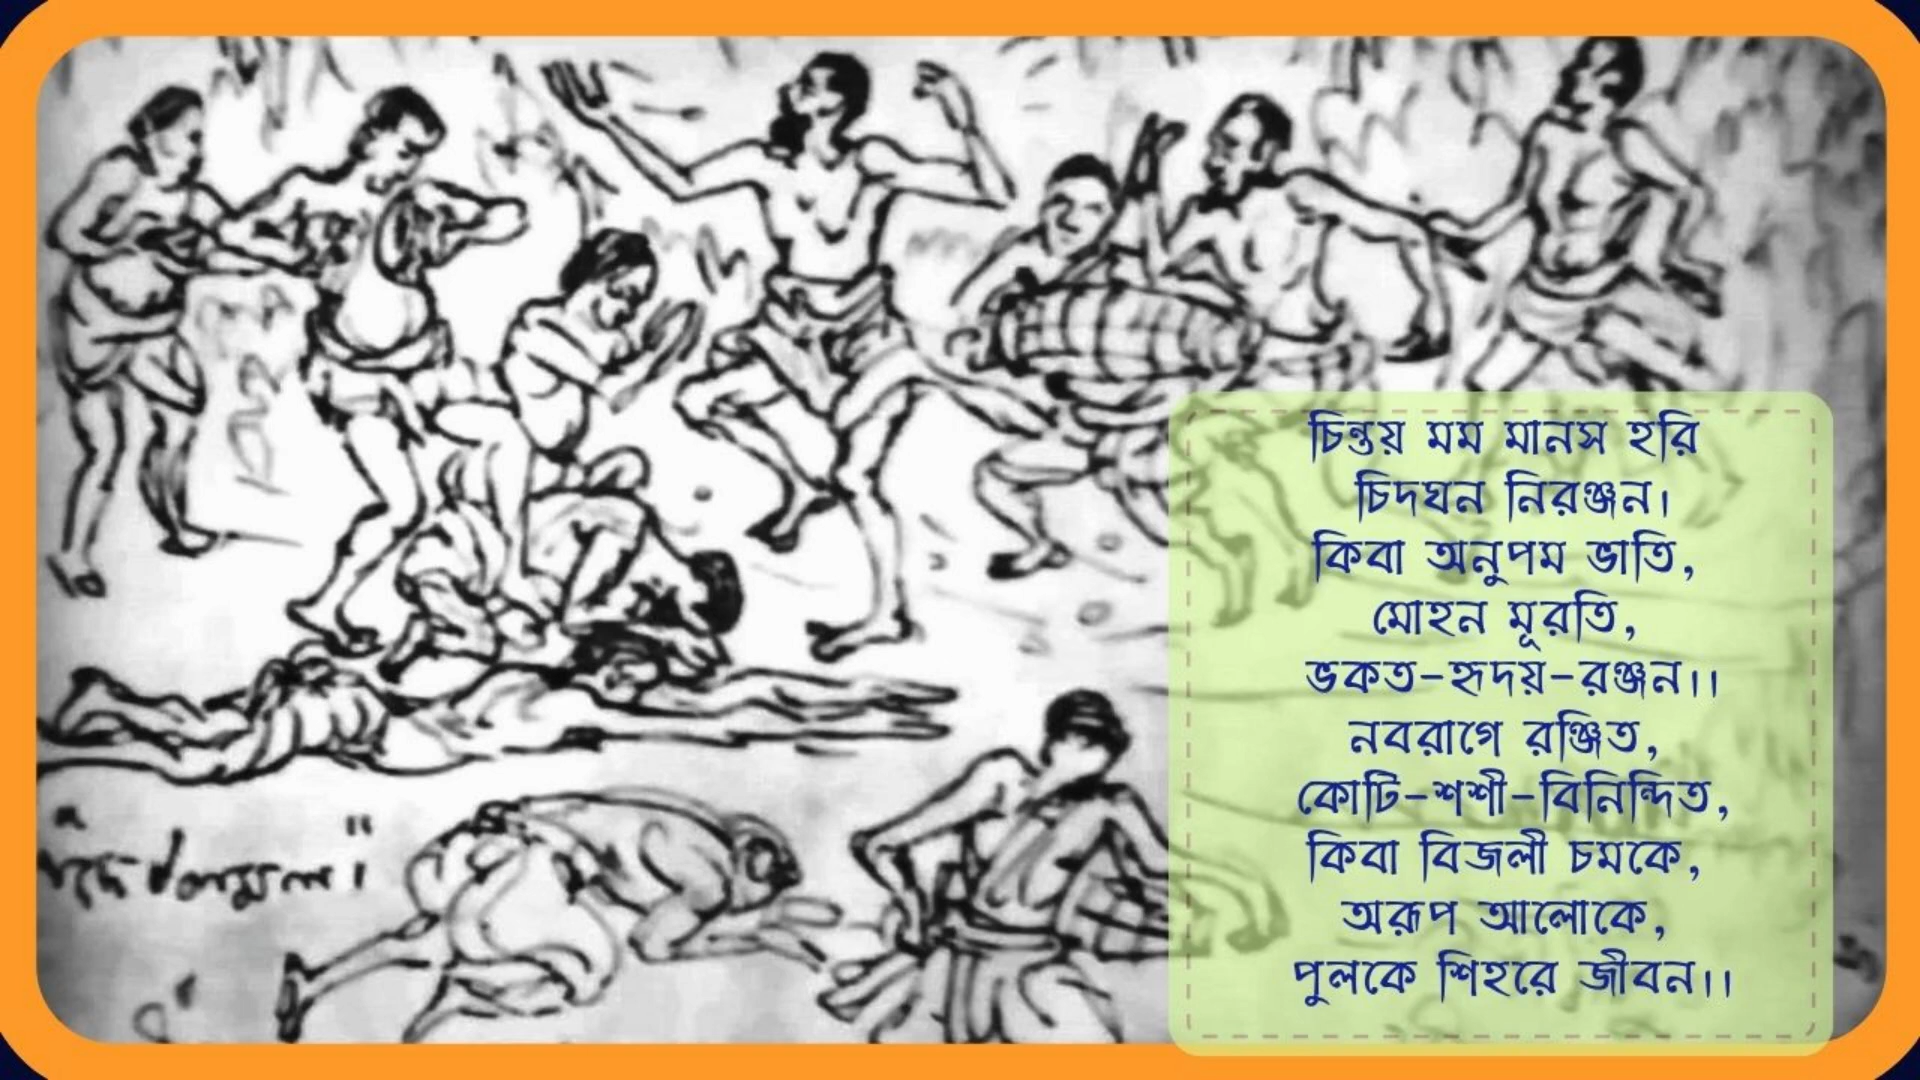 চিন্তয় মম মানস হরি
চিদঘন নিরঞ্জন।
কিবা অনুপম ভাতি,
মোহন মূরতি,
ভকত-হৃদয়-রঞ্জন।।
নবরাগে রঞ্জিত,
কোটি-শশী-বিনিন্দিত,
কিবা বিজলী চমকে,
অরূপ আলোকে,
পুলকে শিহরে জীবন।।